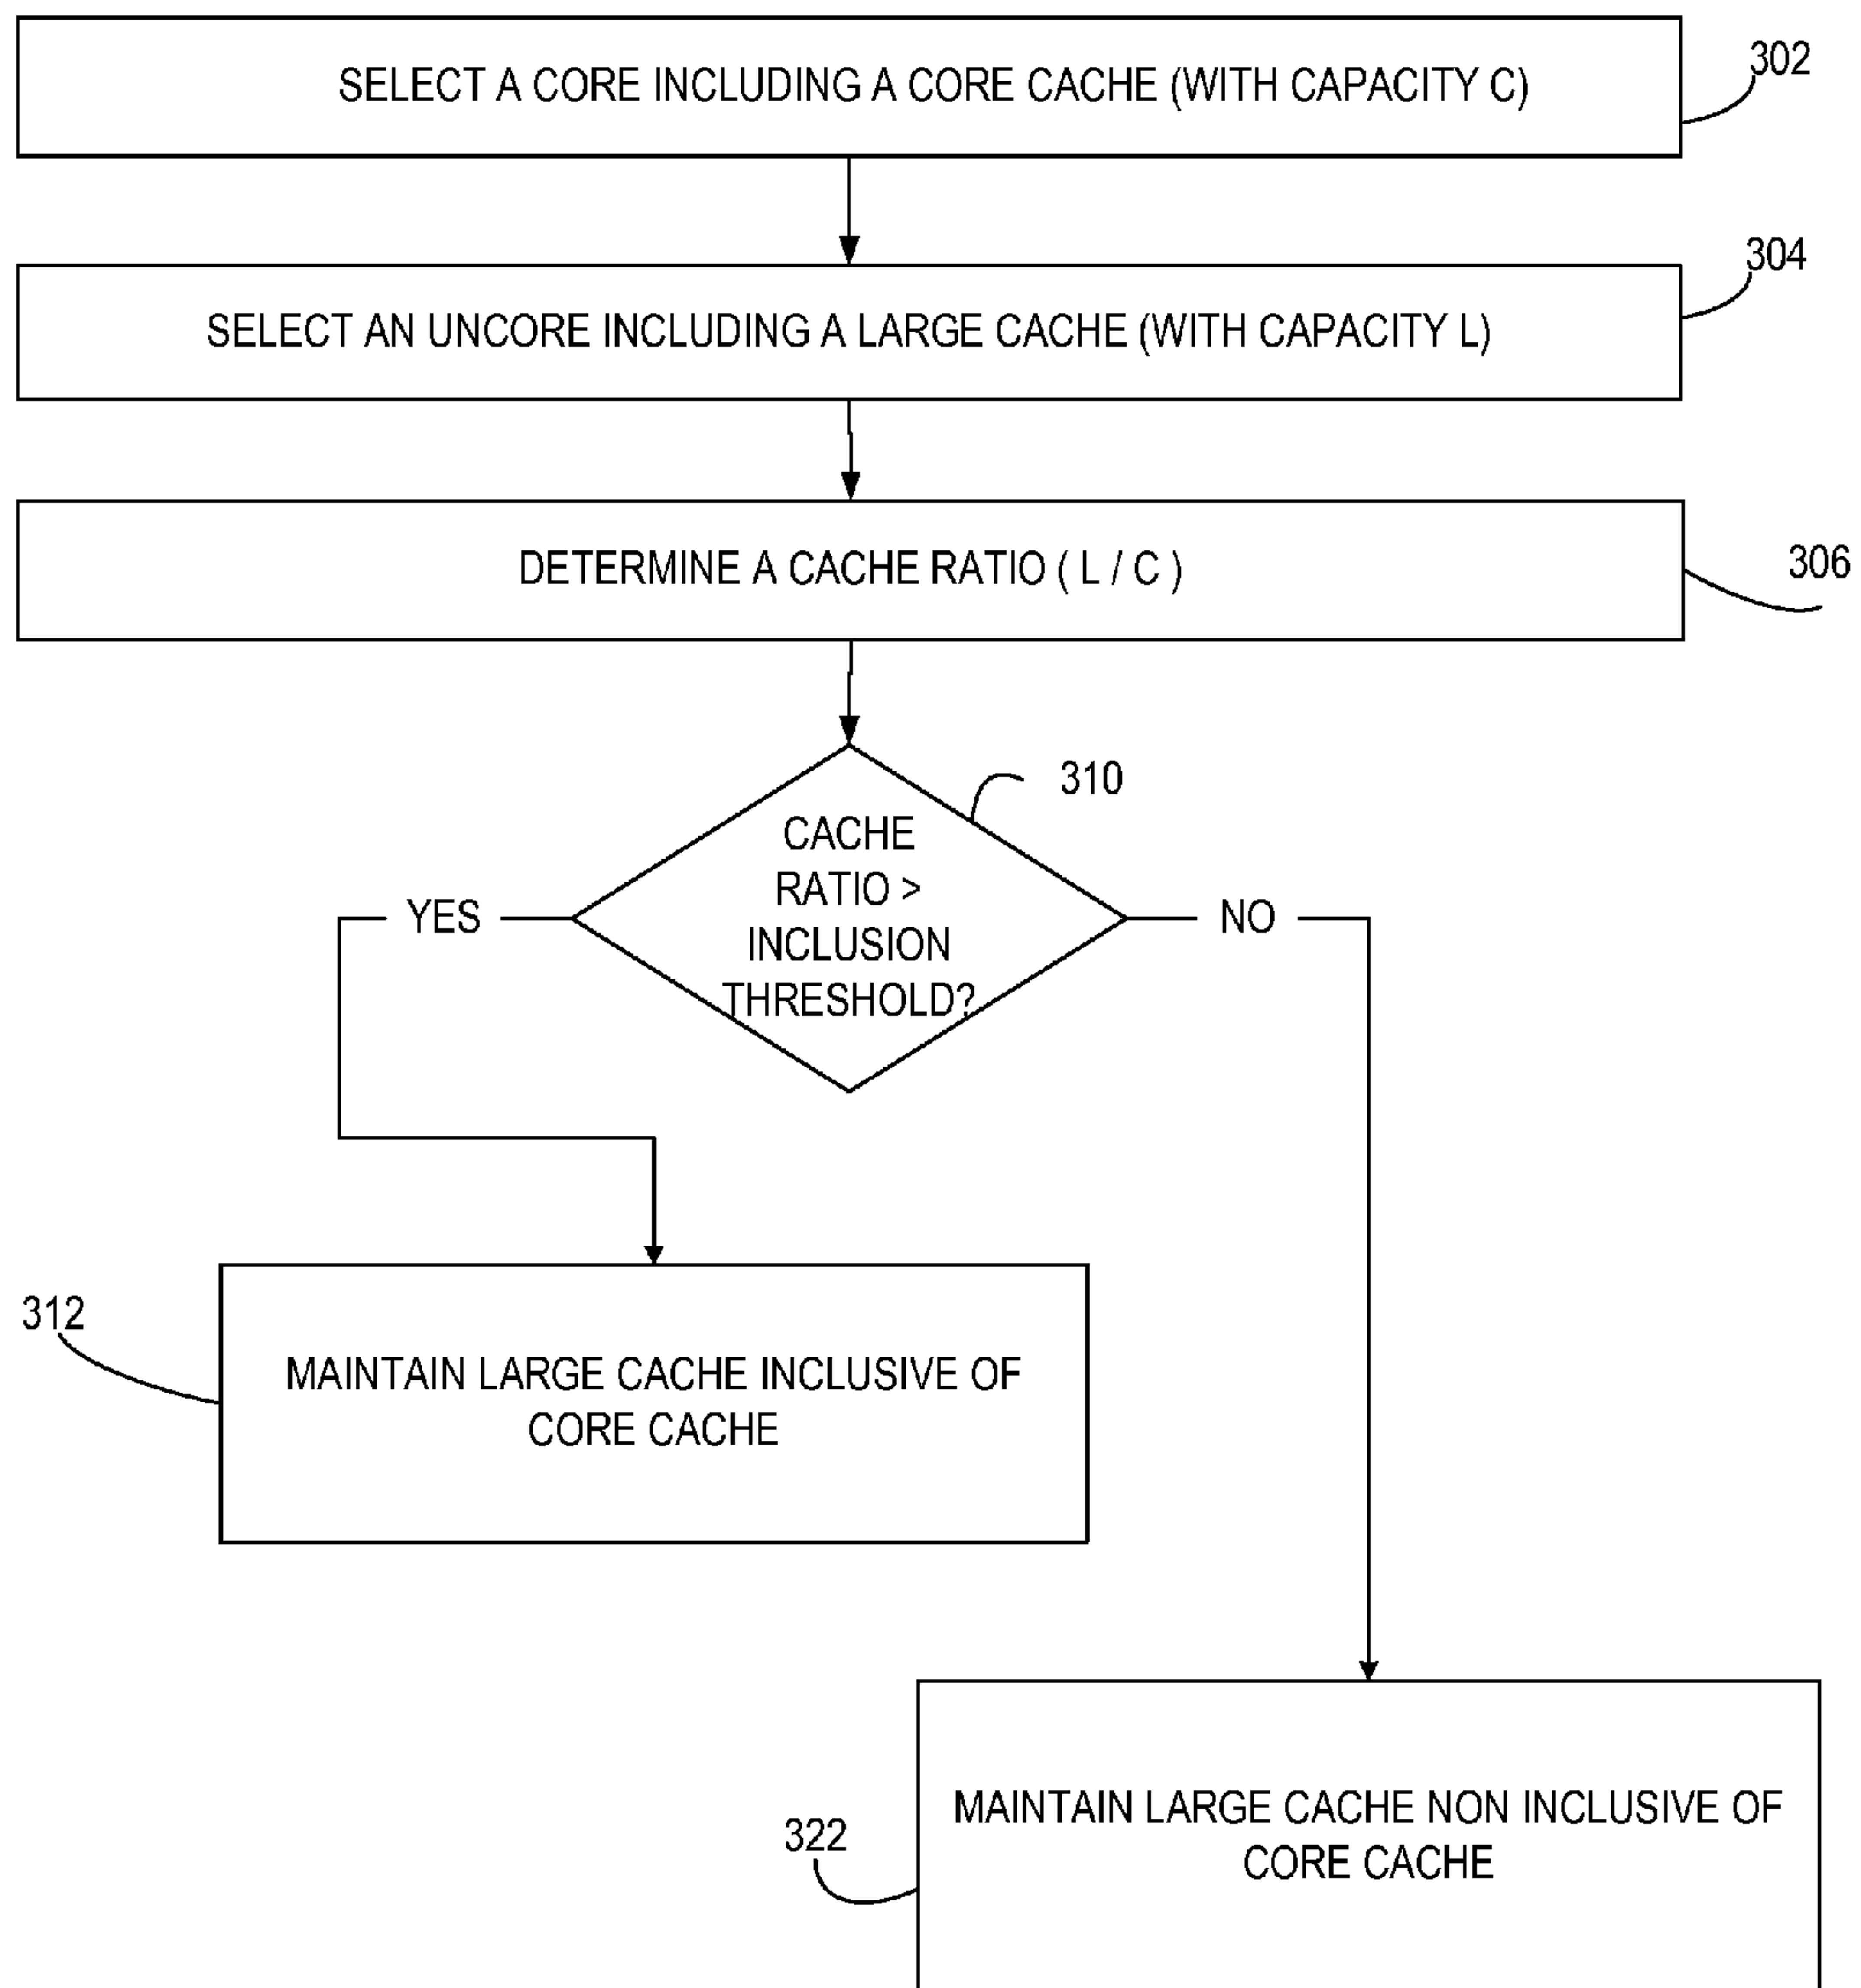 SELECT A CORE INCLUDING A CORE CACHE (WITH CAPACITY C)
302
SELECT AN UNCORE INCLUDING A LARGE CACHE (WITH CAPACITY L)
304
DETERMINE A CACHE RATIO ( L / C )
306
310
CACHE
RATIO >
INCLUSION
THRESHOLD?
YES
NO
312
MAINTAIN LARGE CACHE INCLUSIVE OF
CORE CACHE
322
MAINTAIN LARGE CACHE NON INCLUSIVE OF
CORE CACHE